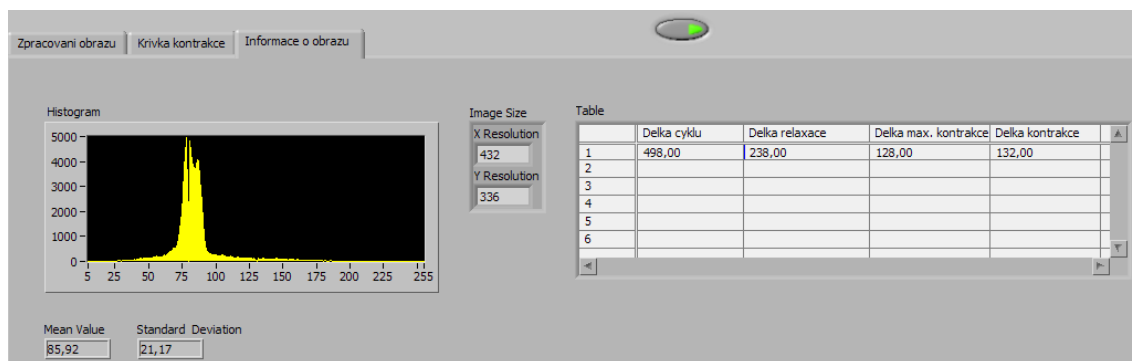 Zpracovani obrazu Krivka kontrakce Informace o obrazu
Histogram
5000
4000
3000
2000
1000
0
5 25 50 75 100 125 150 175 200 225 255
Mean Value Standard Deviation
85,92 21,17
Image Size
X Resolution
432
Y Resolution
336
Table
Delka cyklu Delka relaxace Delka max. kontrakce Delka kontrakce
1 498,00 238,00 128,00 132,00
2
3
4
5
6